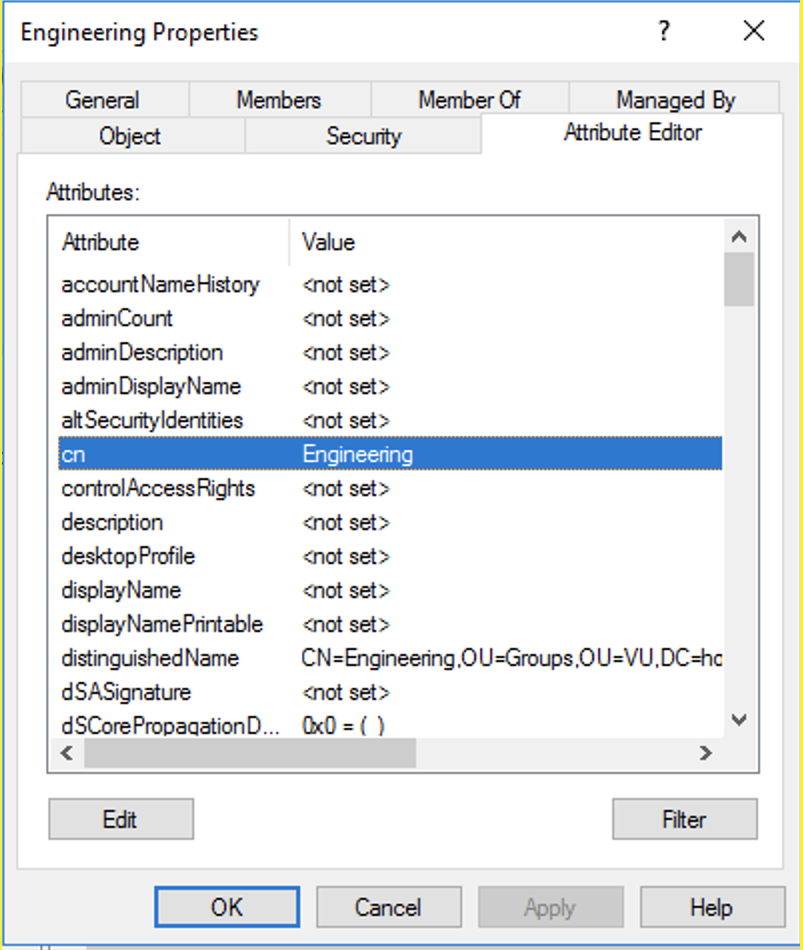 Engineering Properties ? X
General Members Member Of Managed By
Object Security Attribute Editor
Attributes:
Attribute Value
accountNameHistory <not set>
adminCount <not set>
adminDescription <not set>
adminDisplayName <not set>
altSecurityIdentities <not set>
cn Engineering
controlAccessRights <not set>
description <not set>
desktopProfile <not set>
displayName <not set>
displayNamePrintable <not set>
distinguishedName CN=Engineering,OU=Groups,OU=VU,DC=ho
dSASignature <not set>
dSCorePropagationD... 0x0 = ( )
Edit Filter
OK Cancel Apply Help